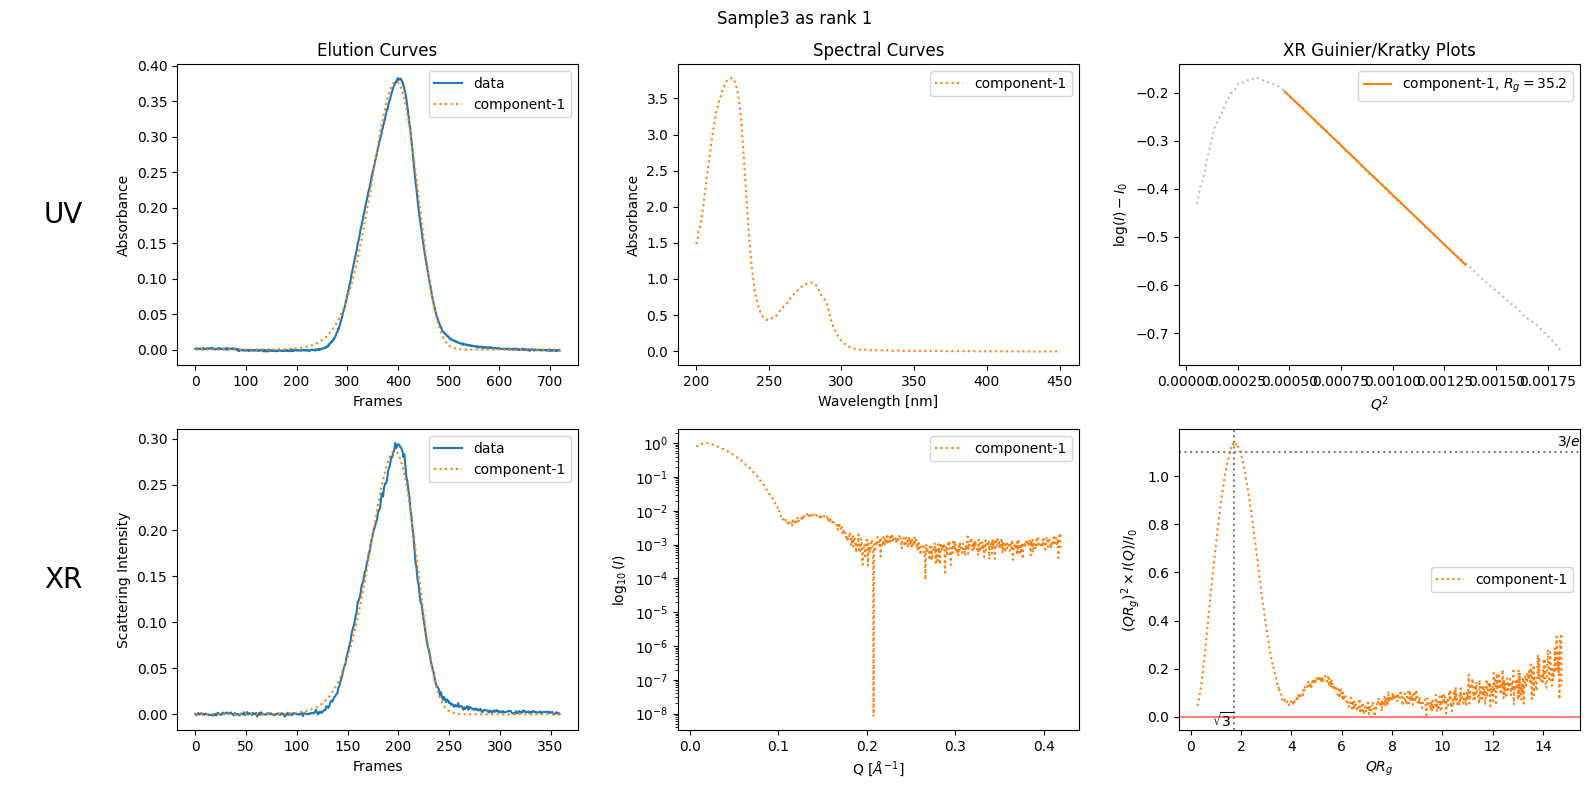 Sample3 as rank 1
Elution Curves
Spectral Curves
XR Guinier/Kratky Plots
UV
Absorbance
0.40
0.35
0.30
0.25
0.20
0.15
0.10
0.05
0.00
data
component-1
0 100 200 300 400 500 600 700
Frames
Absorbance
3.5
3.0
2.5
2.0
1.5
1.0
0.5
0.0
component-1
200 250 300 350 400 450
Wavelength [nm]
log(I) − I₀
−0.2
−0.3
−0.4
−0.5
−0.6
−0.7
component-1, R_g = 35.2
0.00000 0.00025 0.00050 0.00075 0.00100 0.00125 0.00150 0.00175
Q²
XR
Scattering Intensity
0.30
0.25
0.20
0.15
0.10
0.05
0.00
data
component-1
0 50 100 150 200 250 300 350
Frames
log₁₀(I)
10⁰
10⁻¹
10⁻²
10⁻³
10⁻⁴
10⁻⁵
10⁻⁶
10⁻⁷
10⁻⁸
component-1
0.0 0.1 0.2 0.3 0.4
Q [Å⁻¹]
(QR_g)² × I(Q)/I₀
1.0
0.8
0.6
0.4
0.2
0.0
3/e
component-1
√3
0 2 4 6 8 10 12 14
QR_g